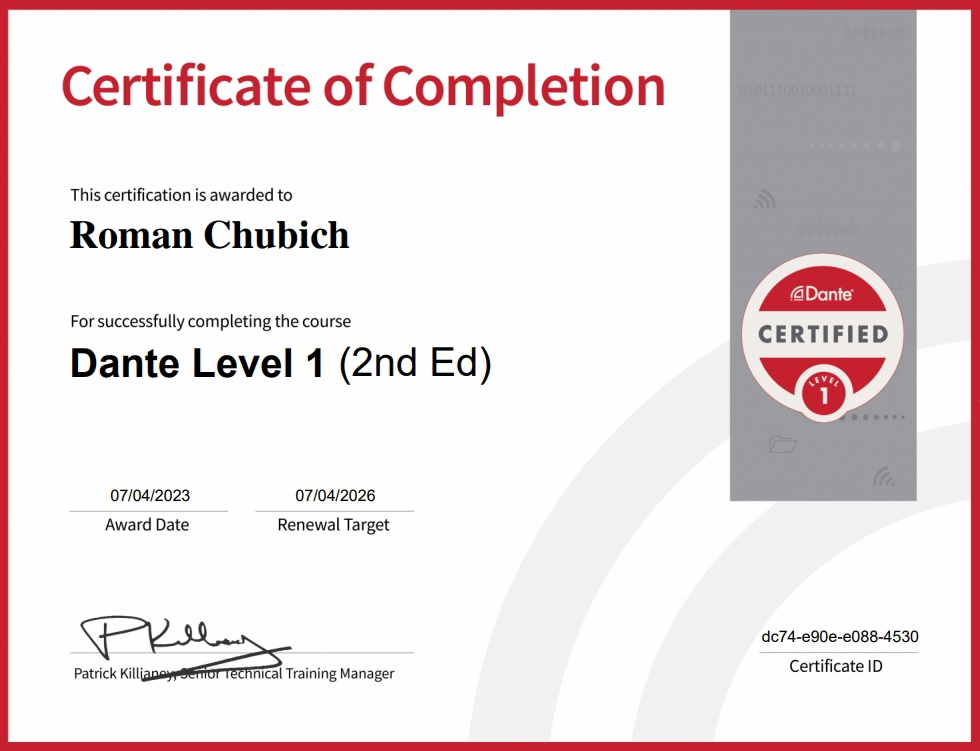 Certificate of Completion
This certification is awarded to
Roman Chubich
For successfully completing the course
Dante Level 1 (2nd Ed)
07/04/2023
Award Date
07/04/2026
Renewal Target
Patrick Killianey, Senior Technical Training Manager
0101110010001111
Dante
CERTIFIED
LEVEL
1
dc74-e90e-e088-4530
Certificate ID